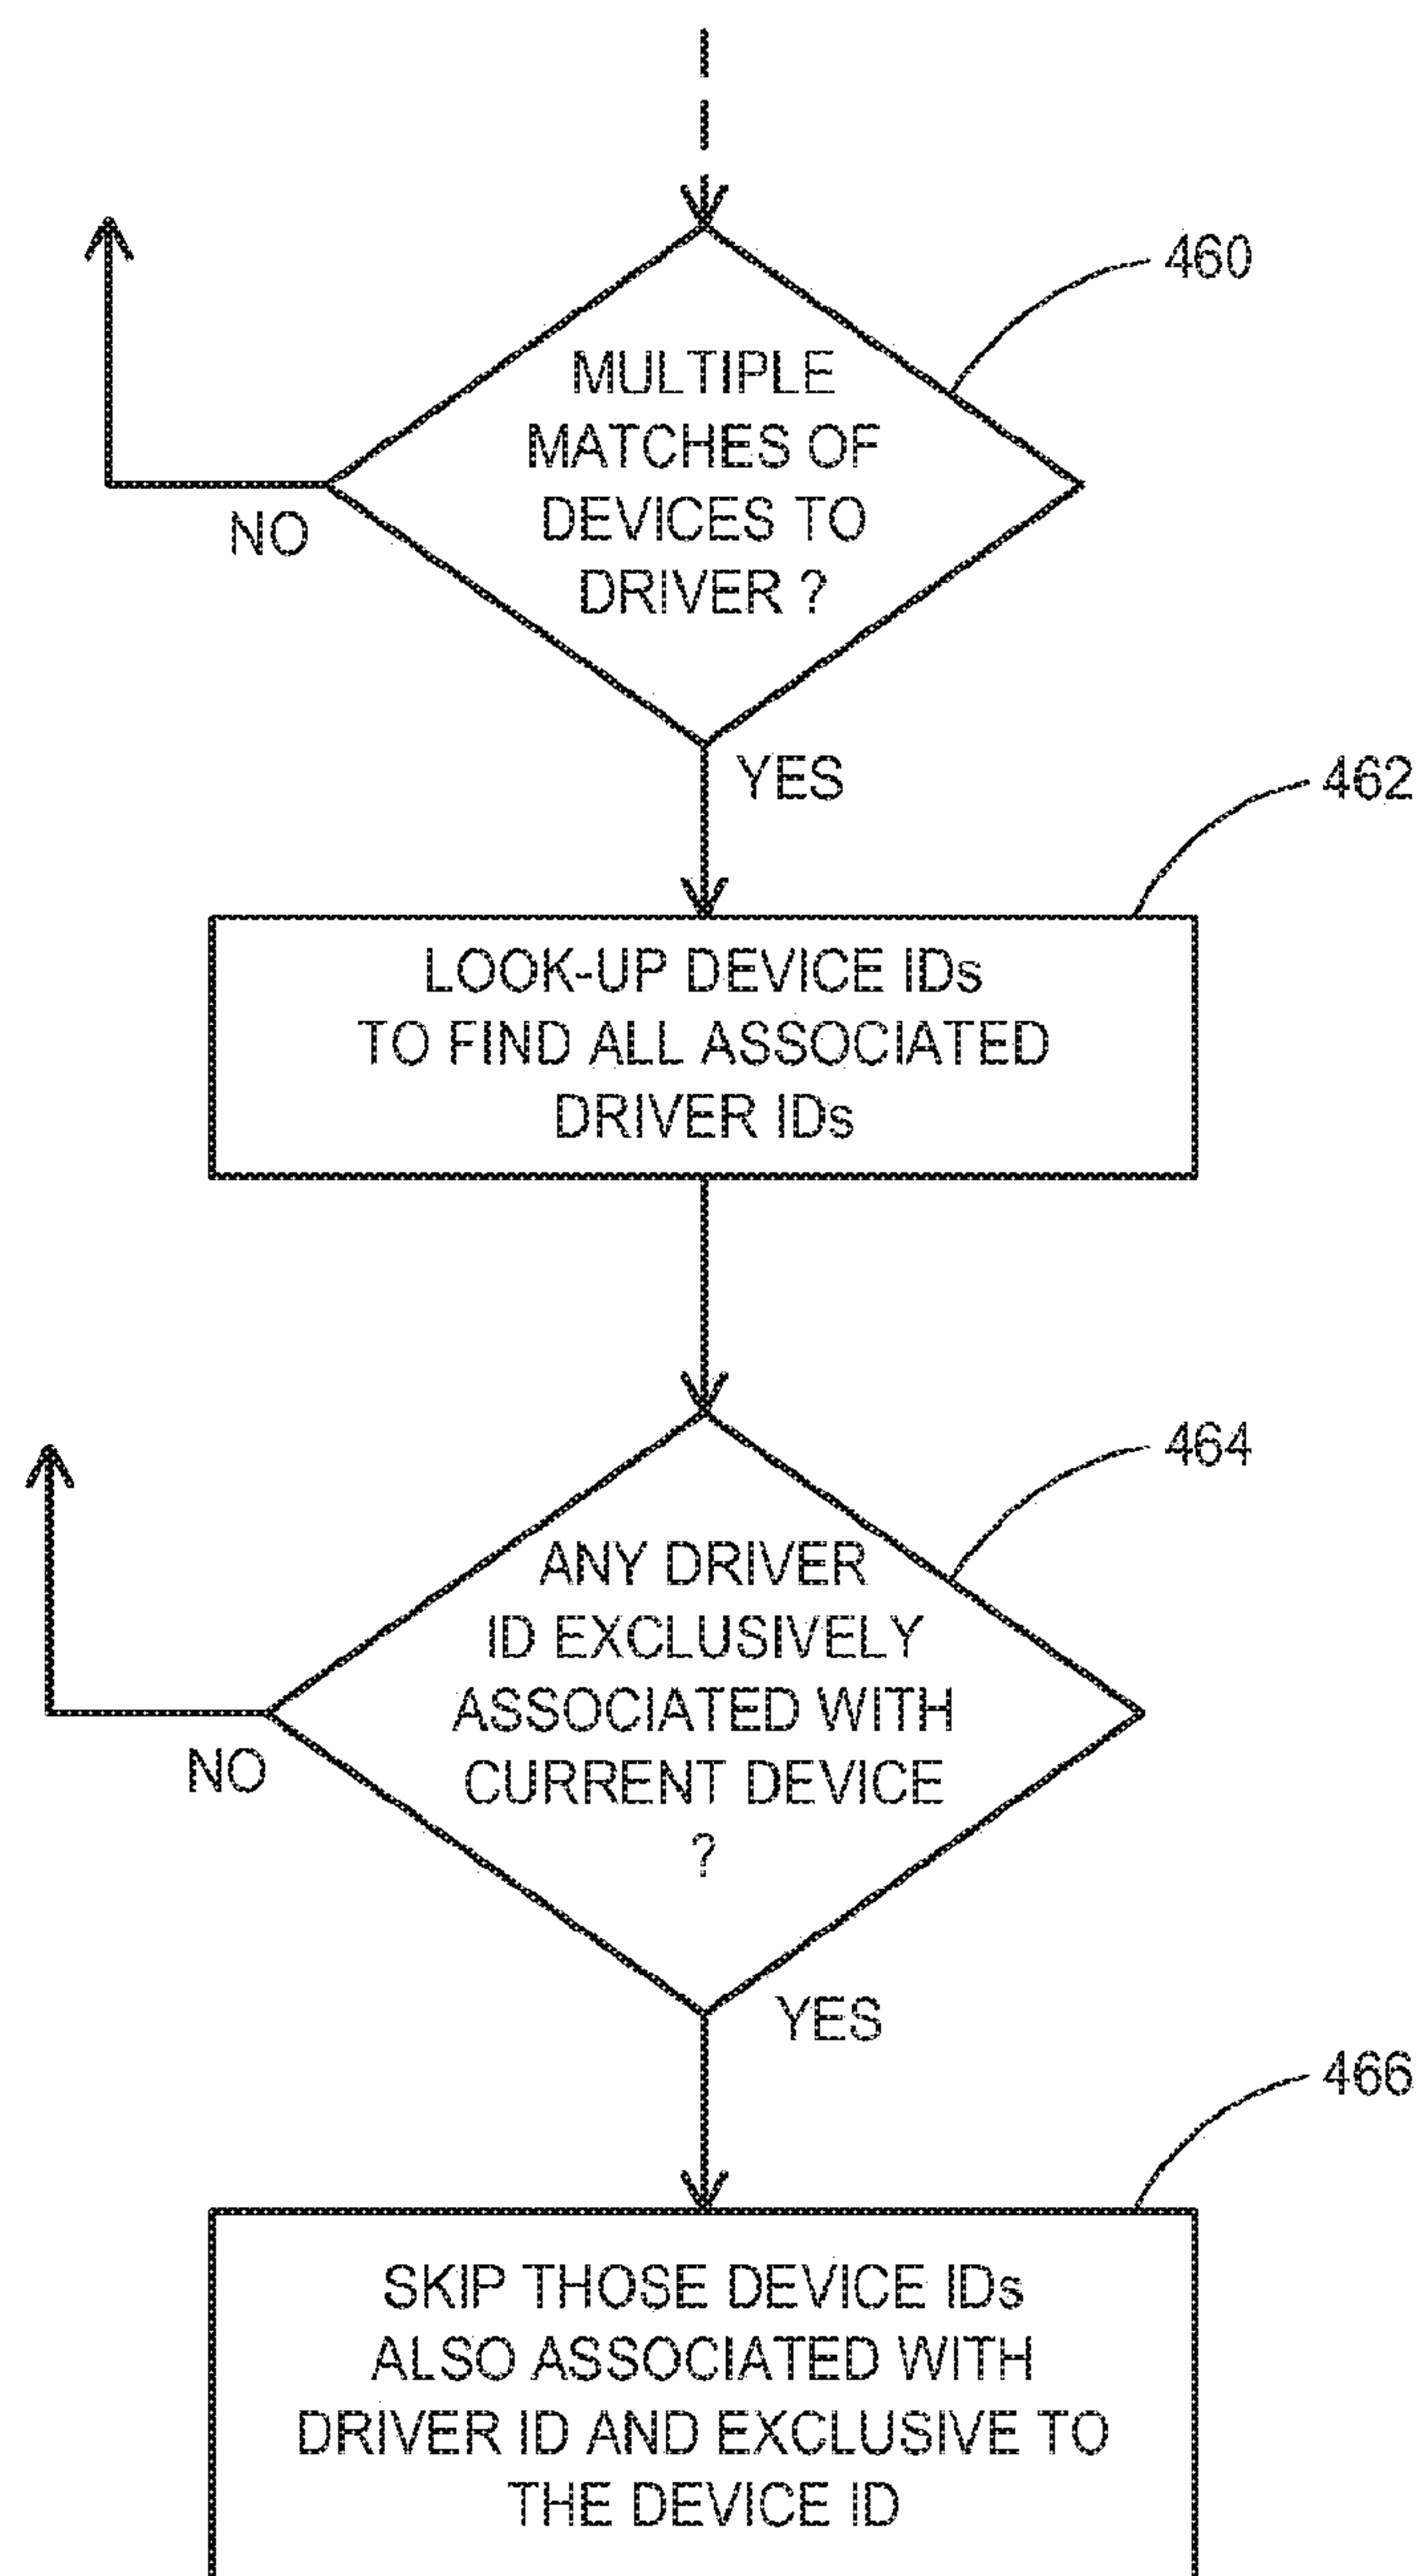 460
MULTIPLE
MATCHES OF
DEVICES TO
DRIVER ?
NO
YES
462
LOOK-UP DEVICE IDs
TO FIND ALL ASSOCIATED
DRIVER IDs
464
ANY DRIVER
ID EXCLUSIVELY
ASSOCIATED WITH
CURRENT DEVICE
?
NO
YES
466
SKIP THOSE DEVICE IDs
ALSO ASSOCIATED WITH
DRIVER ID AND EXCLUSIVE TO
THE DEVICE ID